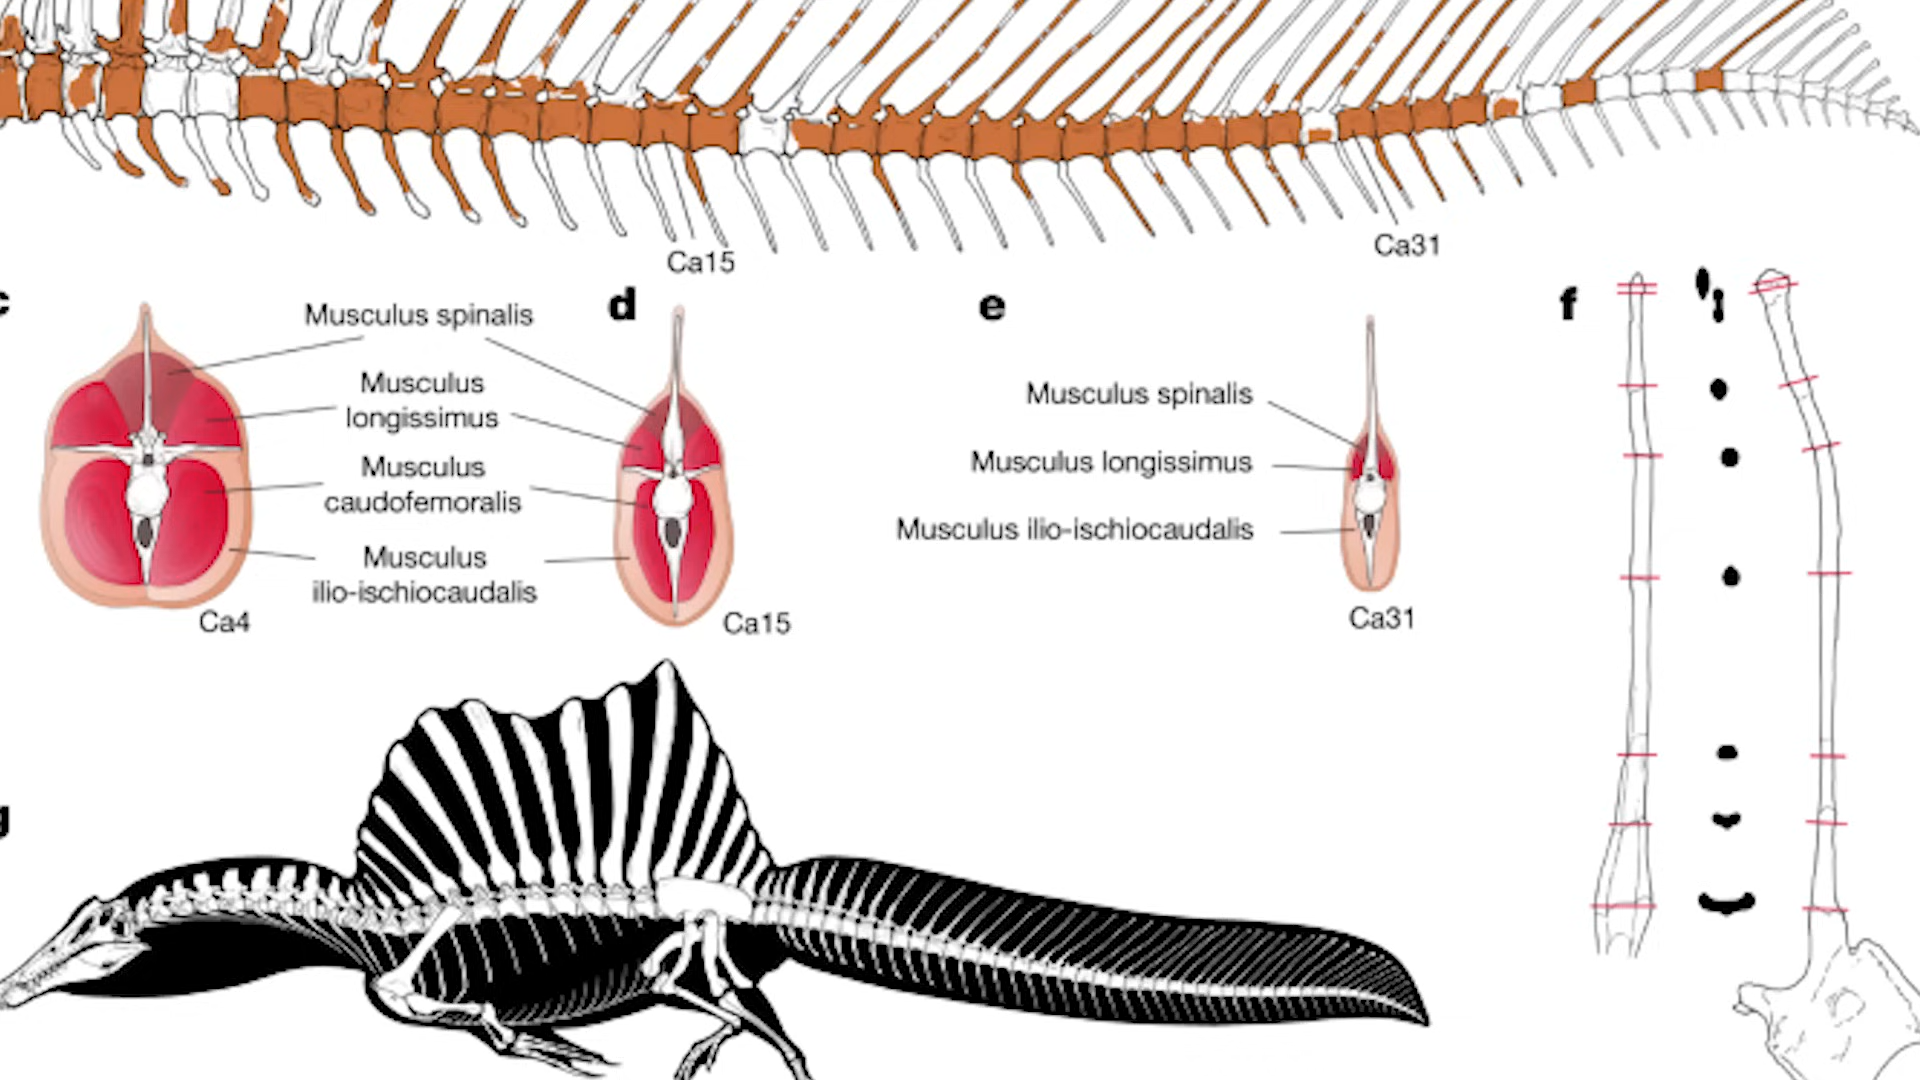 Ca15
Ca31
c
d
e
f
Musculus spinalis
Musculus
longissimus
Musculus
caudofemoralis
Musculus
ilio-ischiocaudalis
Ca4
Ca15
Musculus spinalis
Musculus longissimus
Musculus ilio-ischiocaudalis
Ca31
g